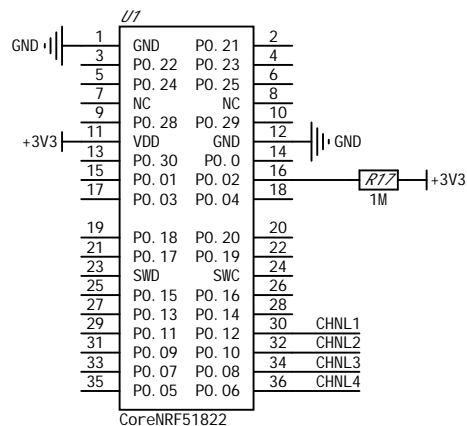 U1
GND 1 GND P0.21 2
3 P0.22 P0.23 4
5 P0.24 P0.25 6
7 NC NC 8
9 P0.28 P0.29 10
+3V3 11 VDD GND 12 GND
13 P0.30 P0.0 14
15 P0.01 P0.02 16 R17 +3V3
17 P0.03 P0.04 18 1M
19 P0.18 P0.20 20
21 P0.17 P0.19 22
23 SWD SWC 24
25 P0.15 P0.16 26
27 P0.13 P0.14 28
29 P0.11 P0.12 30 CHNL1
31 P0.09 P0.10 32 CHNL2
33 P0.07 P0.08 34 CHNL3
35 P0.05 P0.06 36 CHNL4
CoreNRF51822